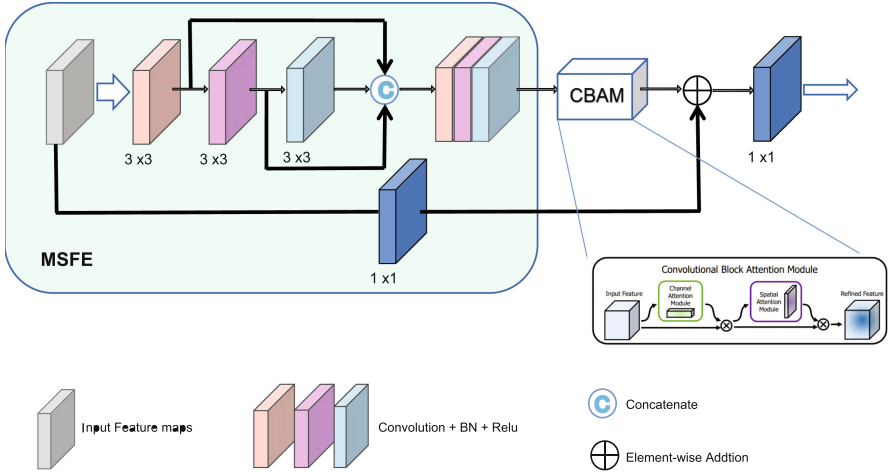 C
CBAM
3 x3
3 x3
3 x3
1 x1
MSFE
1 x1
Convolutional Block Attention Module
Input Feature
Channel
Attention
Module
Spatial
Attention
Module
Refined Feature
Input Feature maps
Convolution + BN + Relu
C
Concatenate
Element-wise Addtion